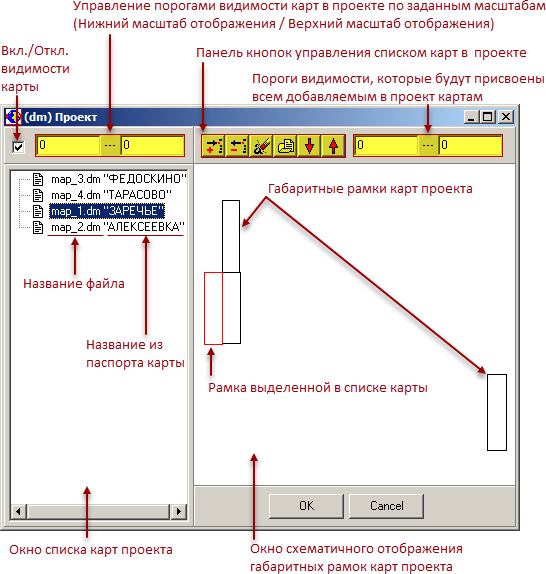 Управление порогами видимости карт в проекте по заданным масштабам
(Нижний масштаб отображения / Верхний масштаб отображения)
Вкл./Откл.
видимости
карты
Панель кнопок управления списком карт в проекте
Пороги видимости, которые будут присвоены
всем добавляемым в проект картам
(dm) Проект
0 --- 0
0 --- 0
map_3.dm "ФЕДОСКИНО"
map_4.dm "ТАРАСОВО"
map_1.dm "ЗАРЕЧЬЕ"
map_2.dm "АЛЕКСЕЕВКА"
Габаритные рамки карт проекта
Название файла
Название из
паспорта карты
Рамка выделенной в списке карты
OK
Cancel
Окно списка карт проекта
Окно схематичного отображения
габаритных рамок карт проекта